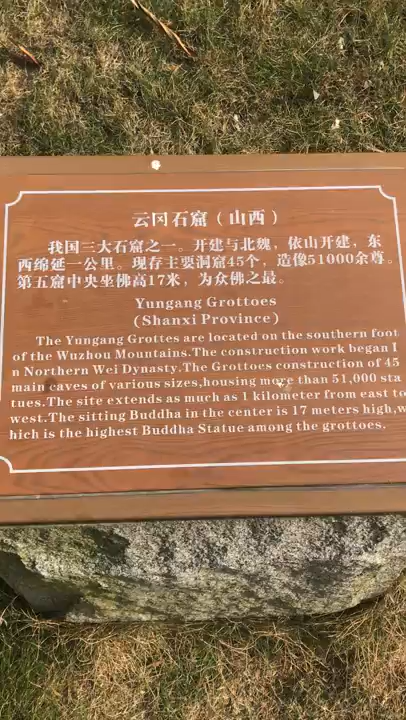 云冈石窟（山西）
我国三大石窟之一。开建与北魏，依山开建，东
西绵延一公里。现存主要洞窟45个，造像51000余尊。
第五窟中央坐佛高17米，为众佛之最。
Yungang Grottoes
(Shanxi Province)
The Yungang Grottes are located on the southern foot
of the Wuzhou Mountains.The construction work began I
n Northern Wei Dynasty.The Grottoes construction of 45
main caves of various sizes,housing more than 51,000 sta
tues.The site extends as much as 1 kilometer from east to
west.The sitting Buddha in the center is 17 meters high,w
hich is the highest Buddha Statue among the grottoes.